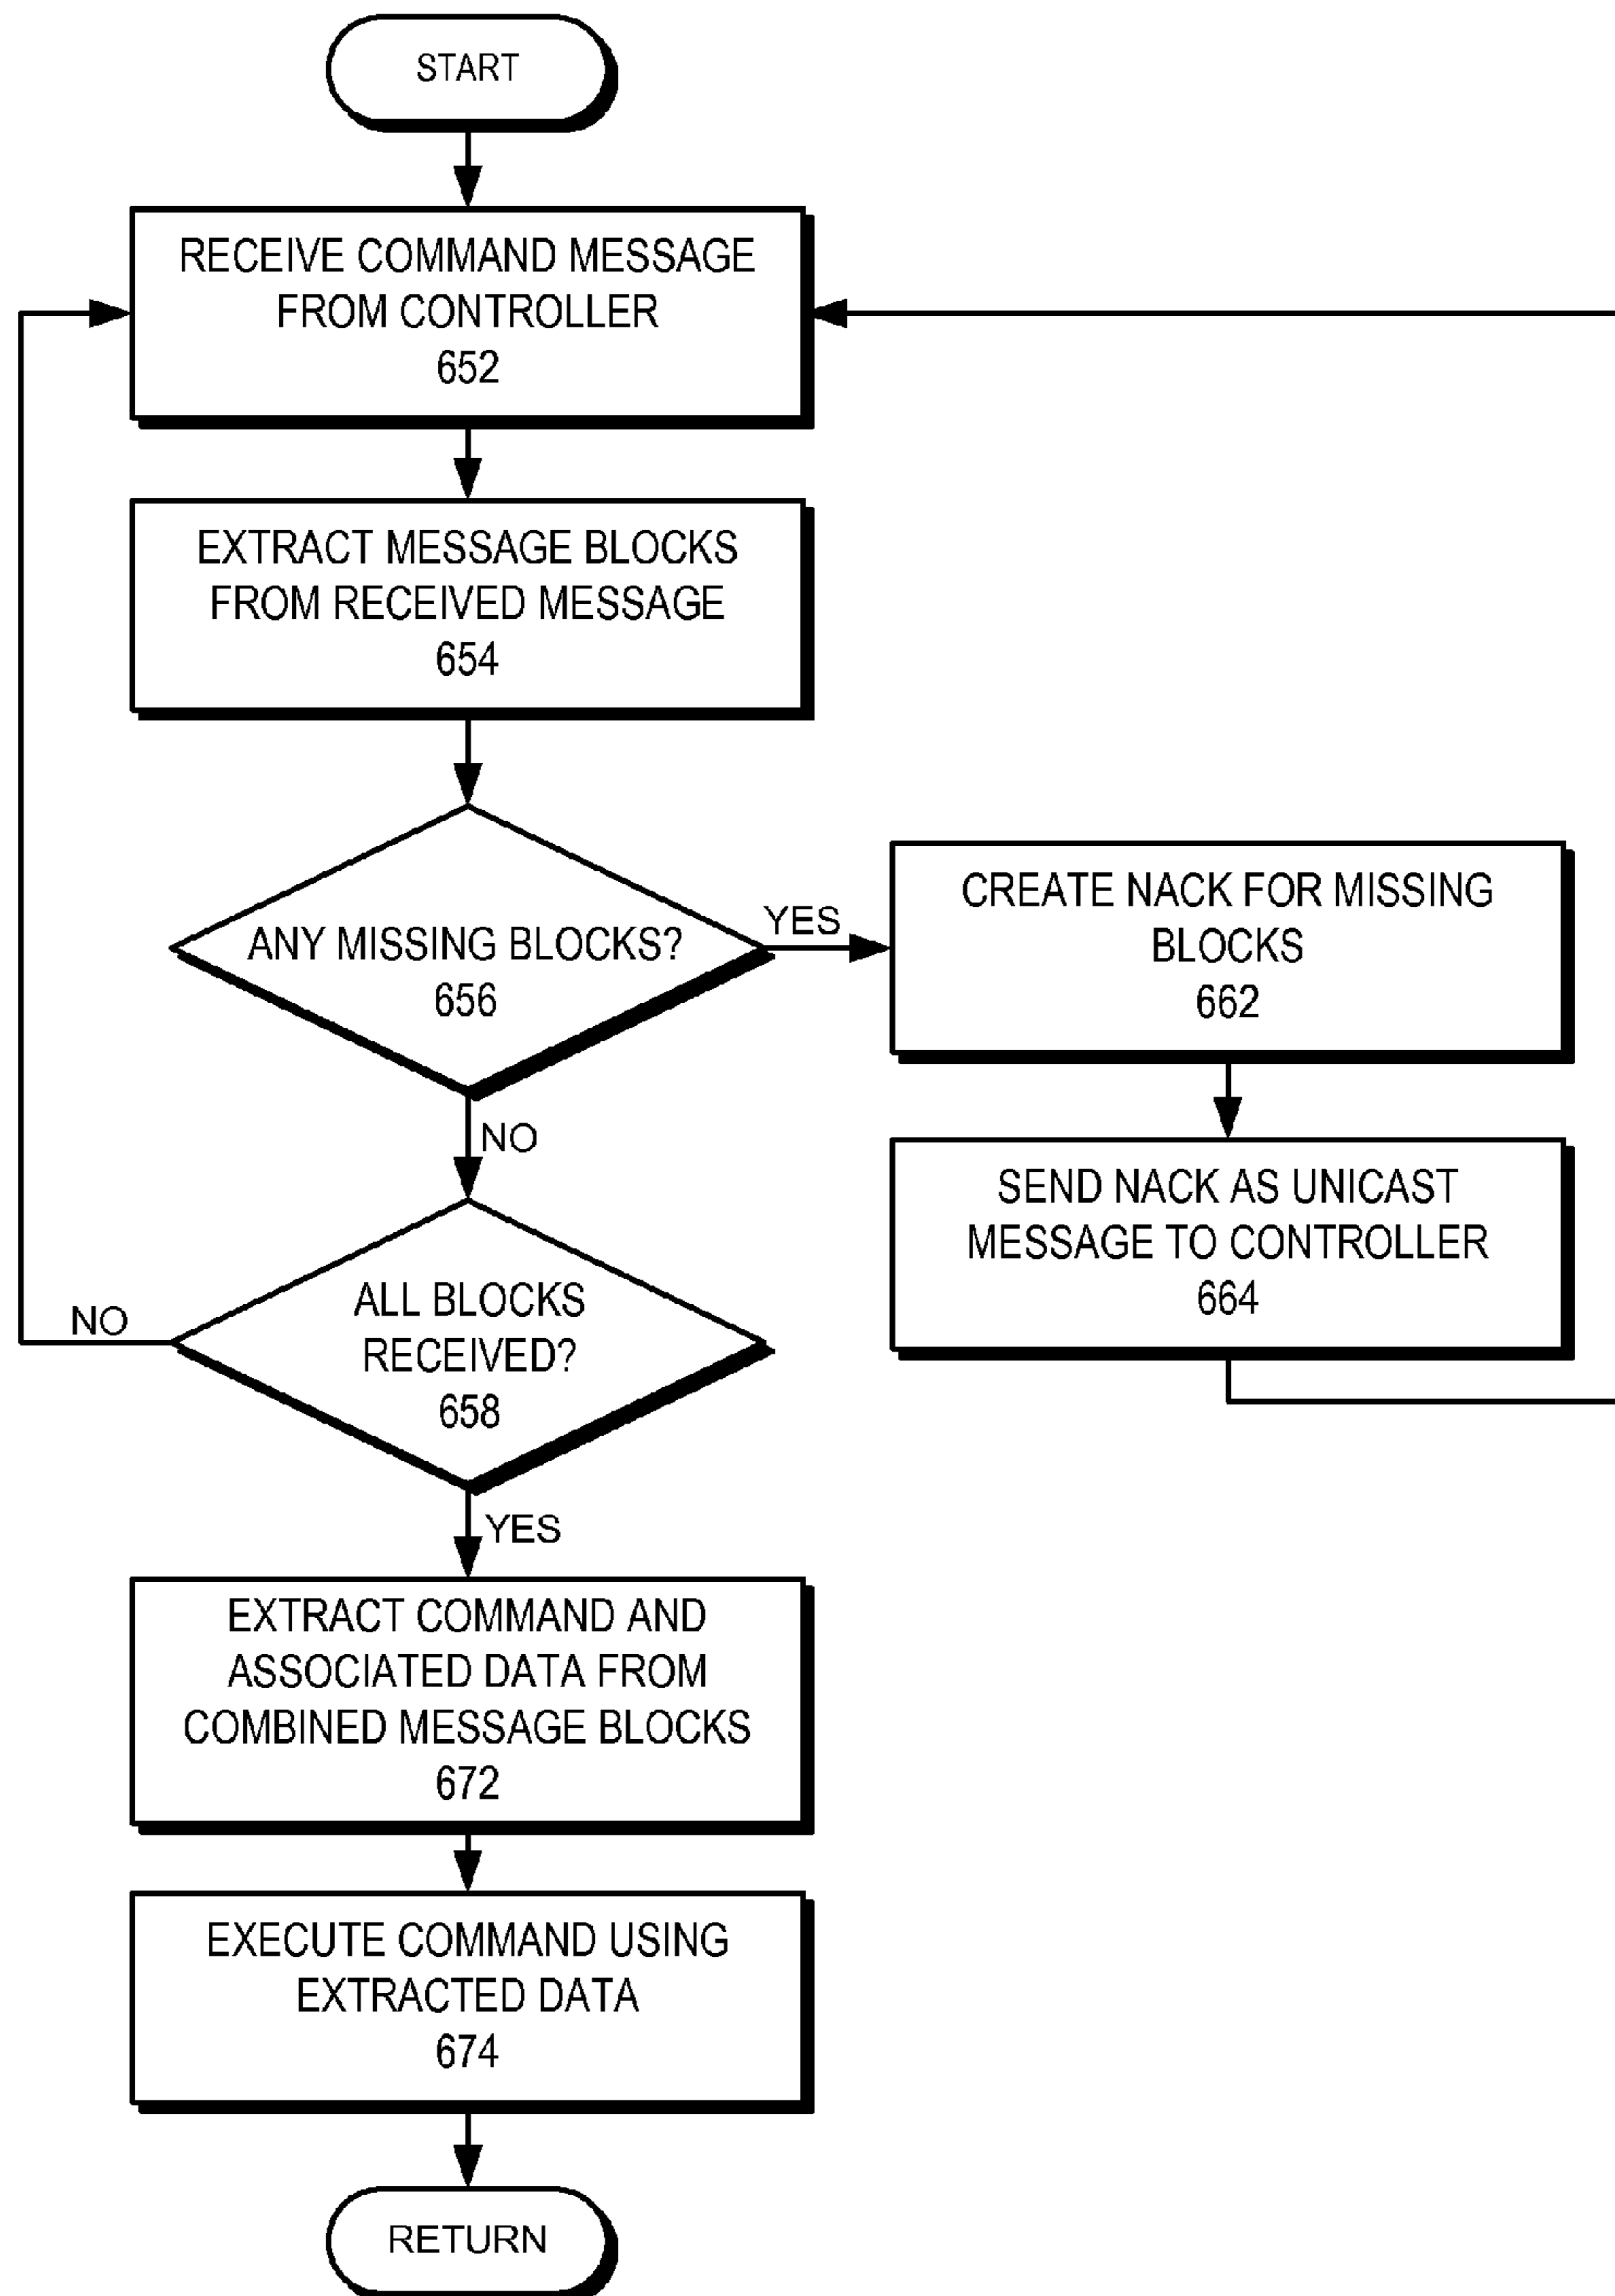 START
RECEIVE COMMAND MESSAGE
FROM CONTROLLER
652
EXTRACT MESSAGE BLOCKS
FROM RECEIVED MESSAGE
654
ANY MISSING BLOCKS?
656
YES
CREATE NACK FOR MISSING
BLOCKS
662
NO
SEND NACK AS UNICAST
MESSAGE TO CONTROLLER
664
ALL BLOCKS
RECEIVED?
658
NO
YES
EXTRACT COMMAND AND
ASSOCIATED DATA FROM
COMBINED MESSAGE BLOCKS
672
EXECUTE COMMAND USING
EXTRACTED DATA
674
RETURN